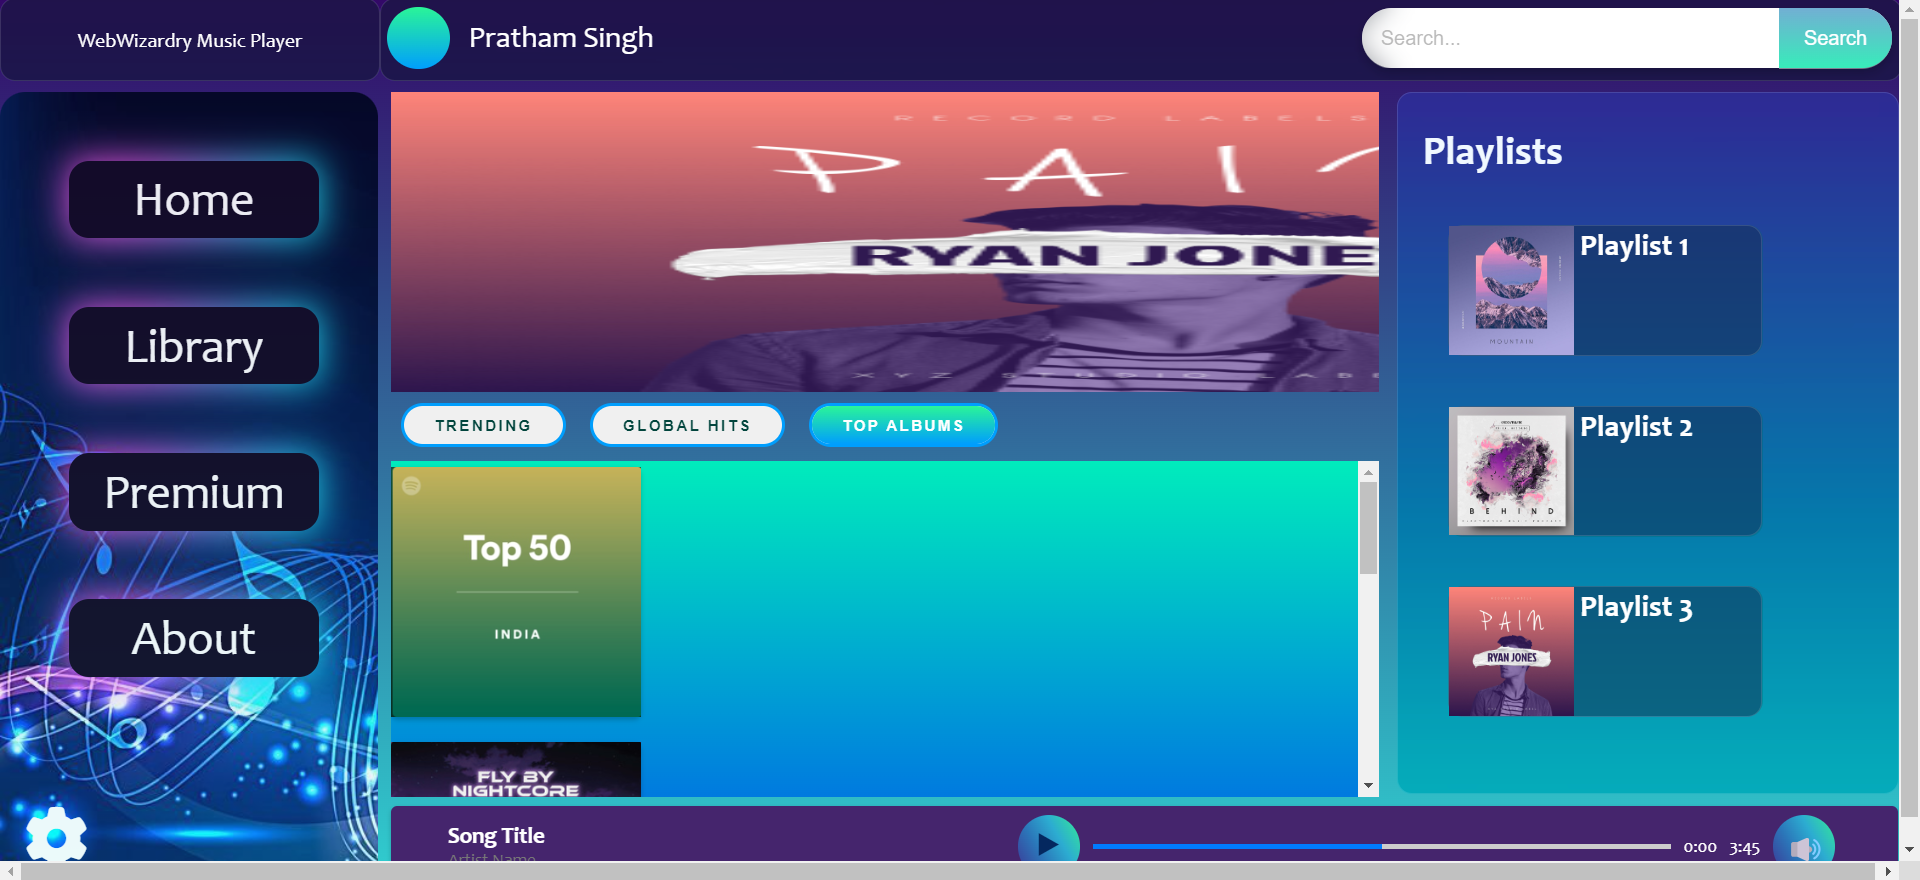 WebWizardry Music Player
Pratham Singh
Search...
Search
Home
Library
Premium
About
RECORD LABELS
PAI
RYAN JONE
XYZ STUDIO LABE
TRENDING
GLOBAL HITS
TOP ALBUMS
Top 50
INDIA
FLY BY
NIGHTCORE
Playlists
Playlist 1
MOUNTAIN
Playlist 2
BEHIND
Playlist 3
PAIN
RYAN JONES
Song Title
Artist Name
0:00
3:45